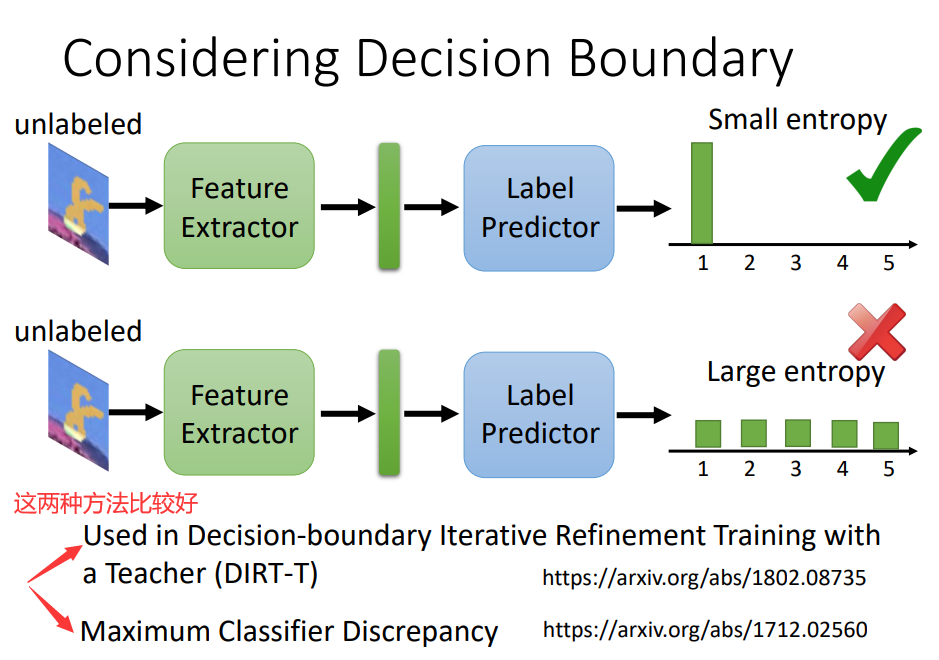 Considering Decision Boundary
unlabeled
Feature
Extractor
Label
Predictor
Small entropy
1 2 3 4 5
unlabeled
Feature
Extractor
Label
Predictor
Large entropy
1 2 3 4 5
这两种方法比较好
Used in Decision-boundary Iterative Refinement Training with
a Teacher (DIRT-T)
https://arxiv.org/abs/1802.08735
Maximum Classifier Discrepancy
https://arxiv.org/abs/1712.02560